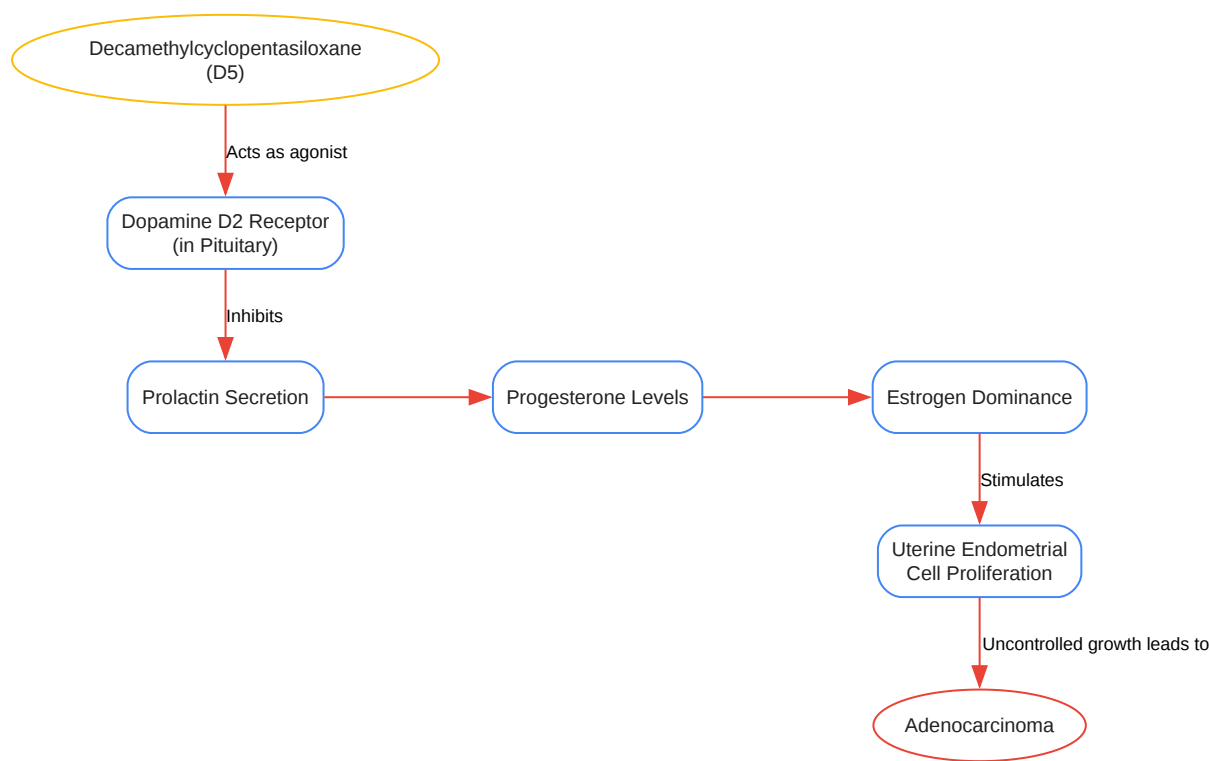 Decamethylcyclopentasiloxane
(D5)
Acts as agonist
Dopamine D2 Receptor
(in Pituitary)
Inhibits
Prolactin Secretion
Progesterone Levels
Estrogen Dominance
Stimulates
Uterine Endometrial
Cell Proliferation
Uncontrolled growth leads to
Adenocarcinoma